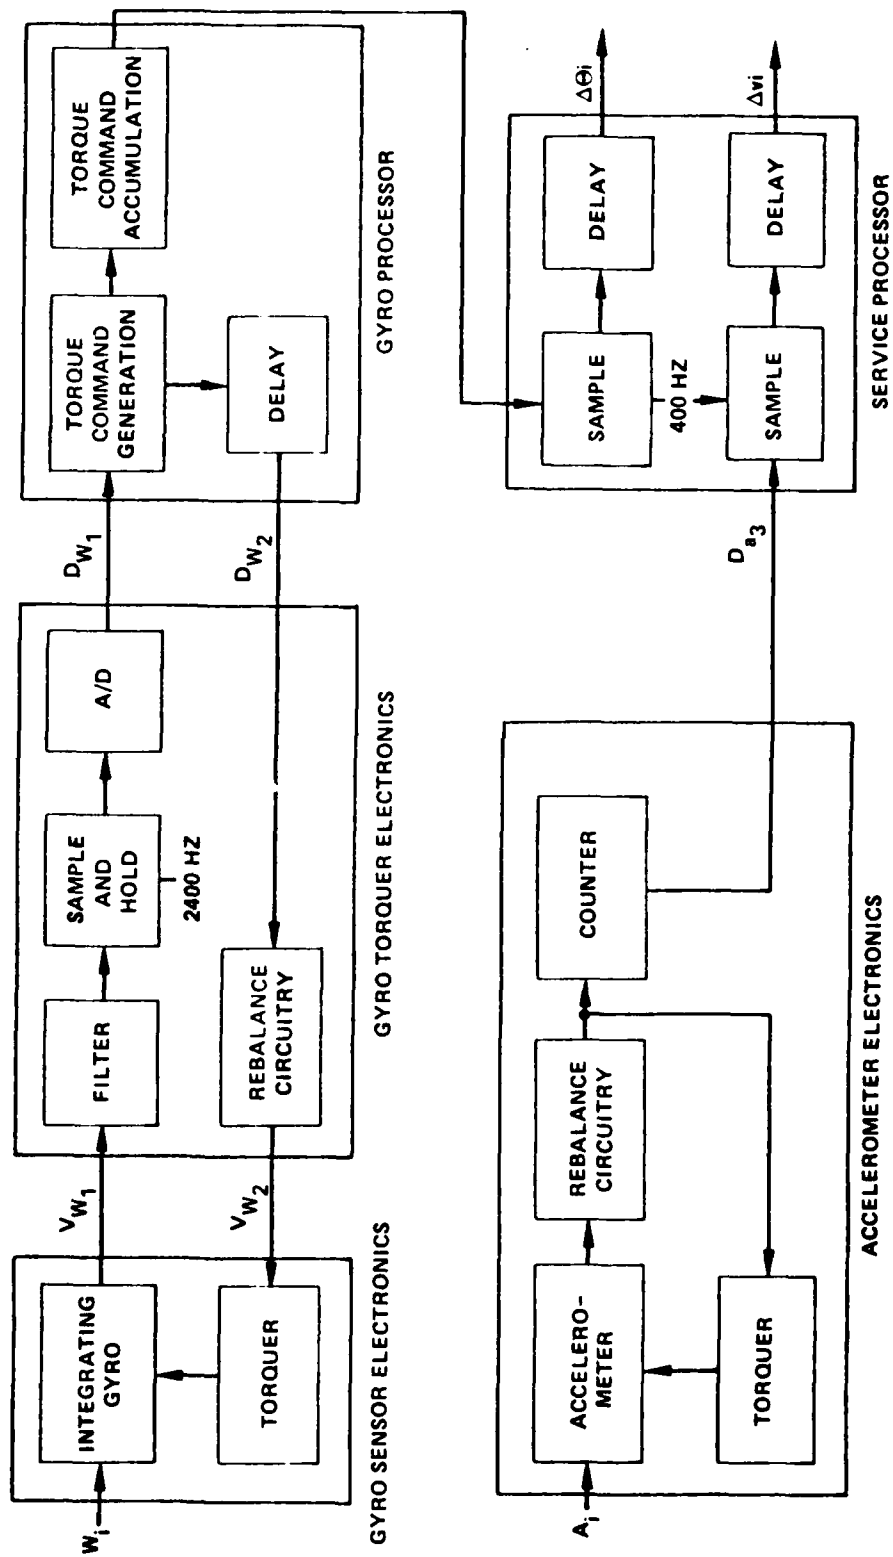 W_i
INTEGRATING
GYRO
TORQUER
GYRO SENSOR ELECTRONICS
V_W1
V_W2
FILTER
SAMPLE
AND
HOLD
2400 HZ
A/D
REBALANCE
CIRCUITRY
GYRO TORQUER ELECTRONICS
D_W1
D_W2
TORQUE
COMMAND
GENERATION
TORQUE
COMMAND
ACCUMULATION
DELAY
GYRO PROCESSOR
A_i
ACCELERO-
METER
TORQUER
REBALANCE
CIRCUITRY
COUNTER
ACCELEROMETER ELECTRONICS
D_a3
SAMPLE
DELAY
ΔΘi
400 HZ
SAMPLE
DELAY
Δvi
SERVICE PROCESSOR